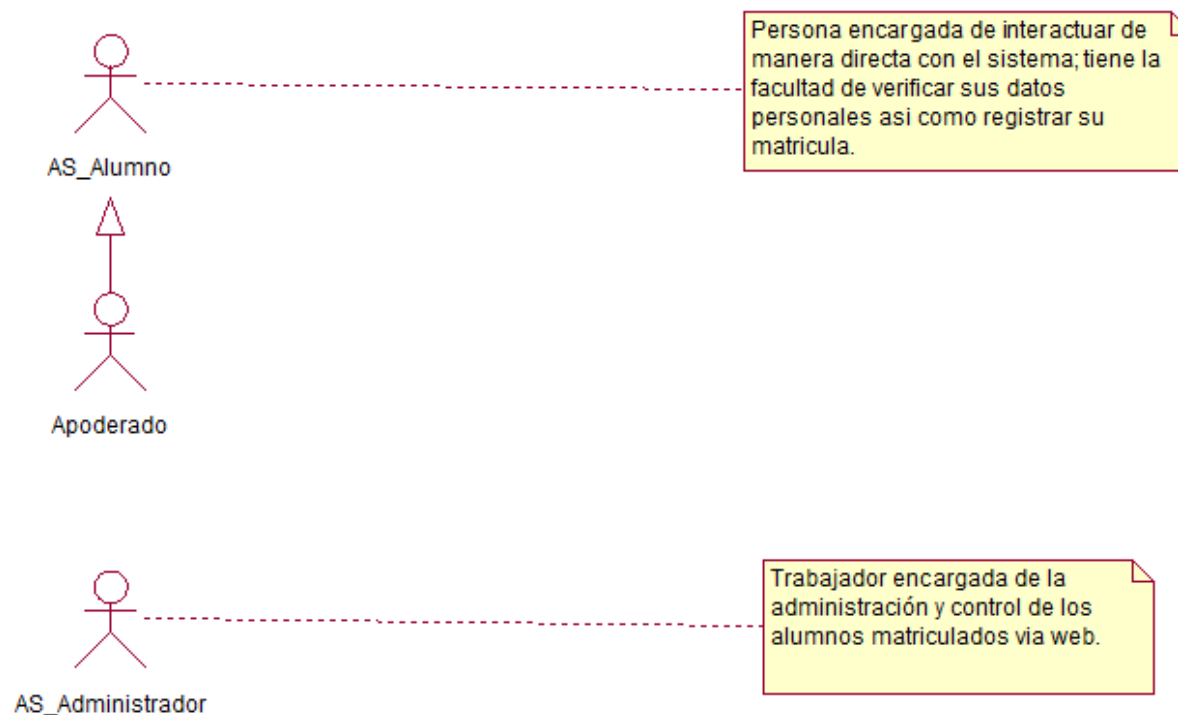 Persona encargada de interactuar de
manera directa con el sistema; tiene la
facultad de verificar sus datos
personales asi como registrar su
matricula.
AS_Alumno
Apoderado
Trabajador encargada de la
administración y control de los
alumnos matriculados via web.
AS_Administrador